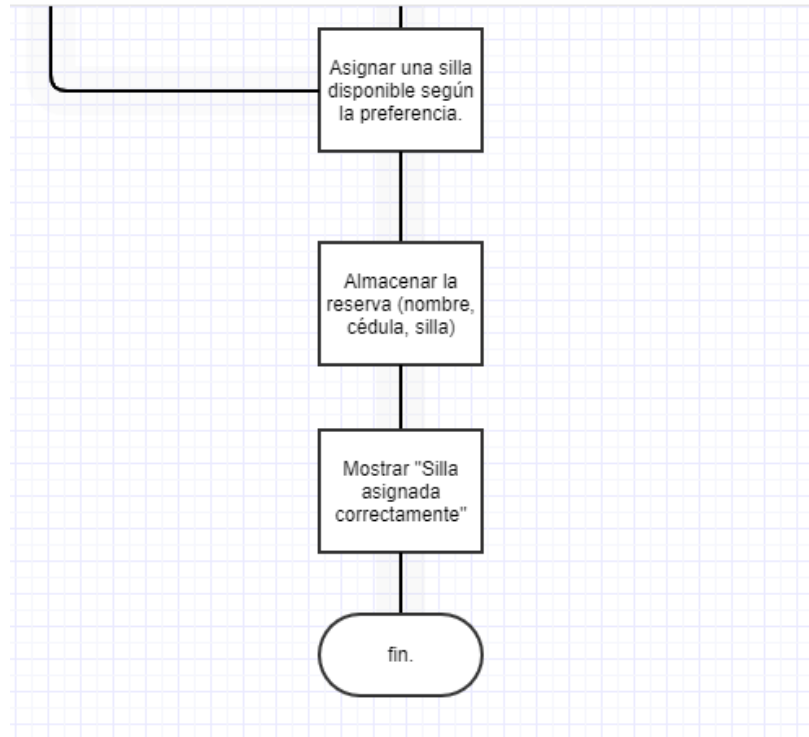 Asignar una silla
disponible según
la preferencia.
Almacenar la
reserva (nombre,
cédula, silla)
Mostrar "Silla
asignada
correctamente"
fin.